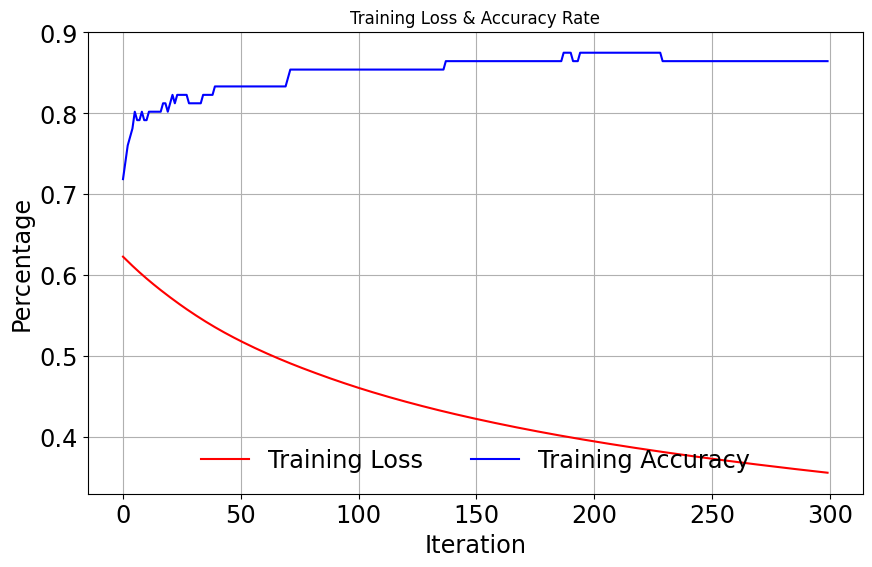 Training Loss & Accuracy Rate
0.9
0.8
0.7
0.6
0.5
0.4
Percentage
Training Loss Training Accuracy
0 50 100 150 200 250 300
Iteration